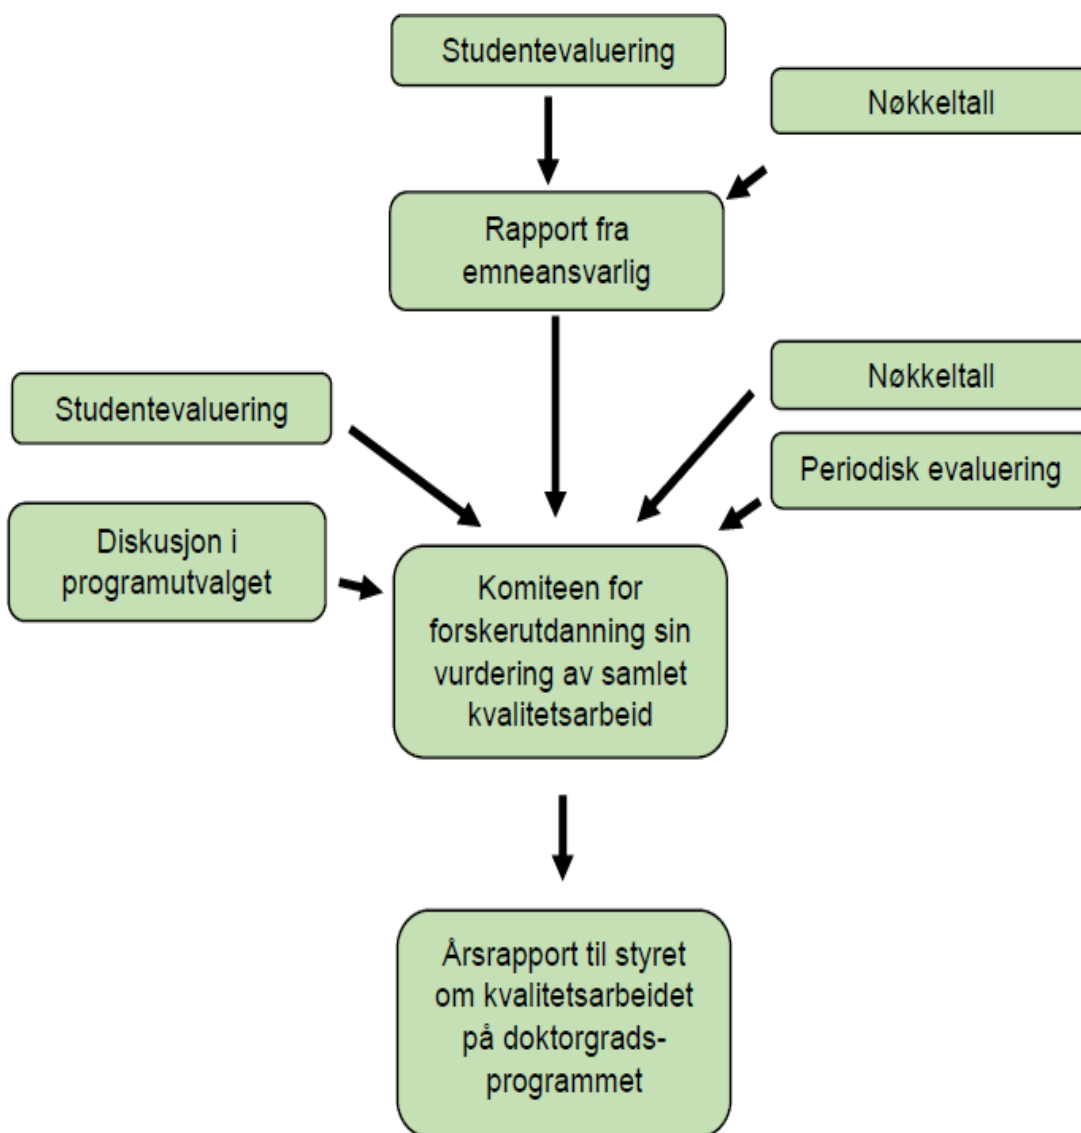 Studentevaluering
Nøkkeltall
Rapport fra
emneansvarlig
Nøkkeltall
Studentevaluering
Periodisk evaluering
Diskusjon i
programutvalget
Komiteen for
forskerutdanning sin
vurdering av samlet
kvalitetsarbeid
Årsrapport til styret
om kvalitetsarbeidet
på doktorgrads-
programmet